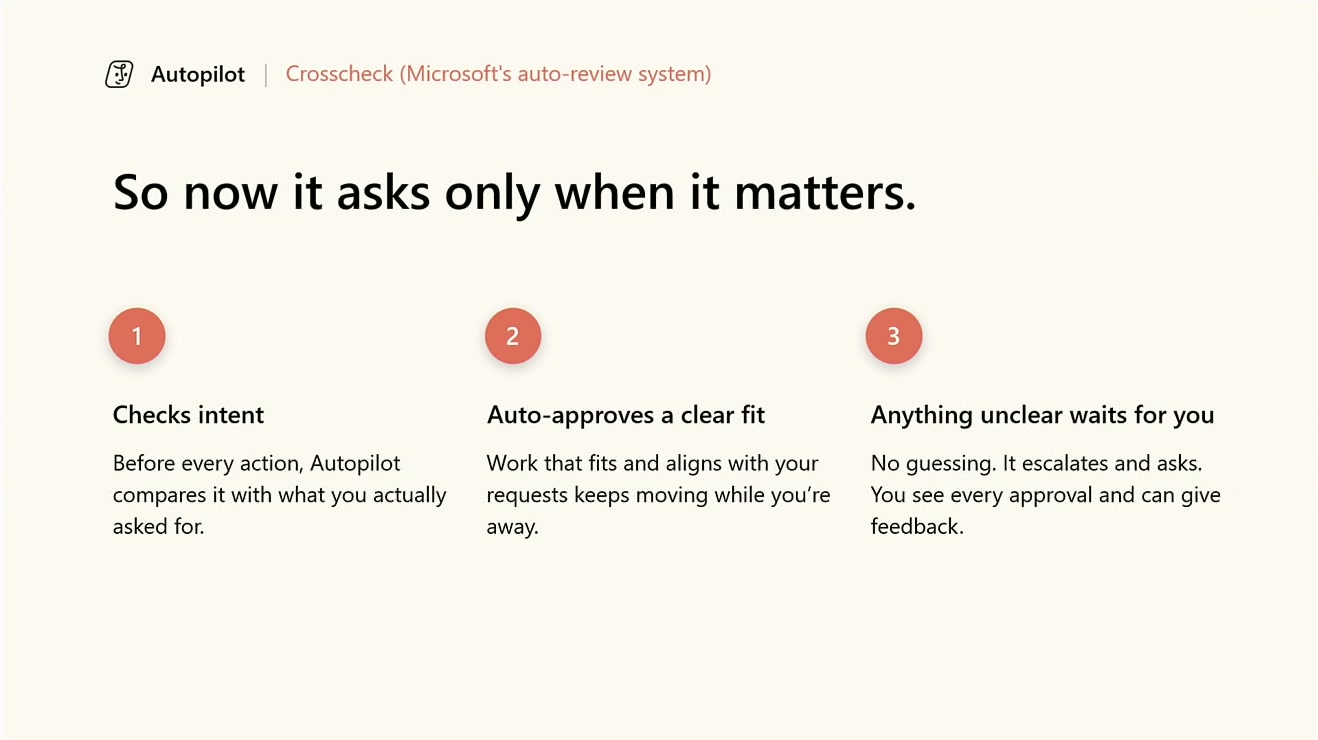 Autopilot | Crosscheck (Microsoft's auto-review system)
So now it asks only when it matters.
1
Checks intent
Before every action, Autopilot
compares it with what you actually
asked for.
2
Auto-approves a clear fit
Work that fits and aligns with your
requests keeps moving while you’re
away.
3
Anything unclear waits for you
No guessing. It escalates and asks.
You see every approval and can give
feedback.